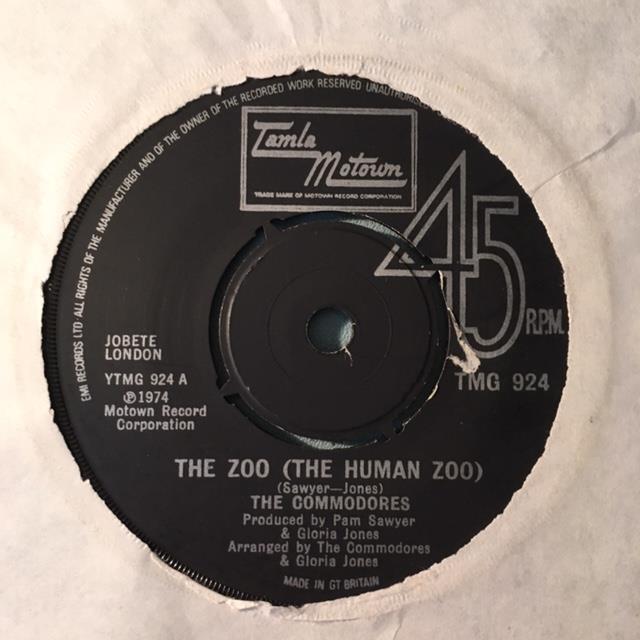 EMI RECORDS LTD · ALL RIGHTS OF THE MANUFACTURER AND OF THE OWNER OF THE RECORDED WORK RESERVED UNAUTHORISED
Tamla
Motown
TRADE MARK OF MOTOWN RECORD CORPORATION
45
R.P.M.
JOBETE
LONDON
YTMG 924 A
℗1974
Motown Record
Corporation
TMG 924
THE ZOO (THE HUMAN ZOO)
(Sawyer—Jones)
THE COMMODORES
Produced by Pam Sawyer
& Gloria Jones
Arranged by The Commodores
& Gloria Jones
MADE IN GT BRITAIN